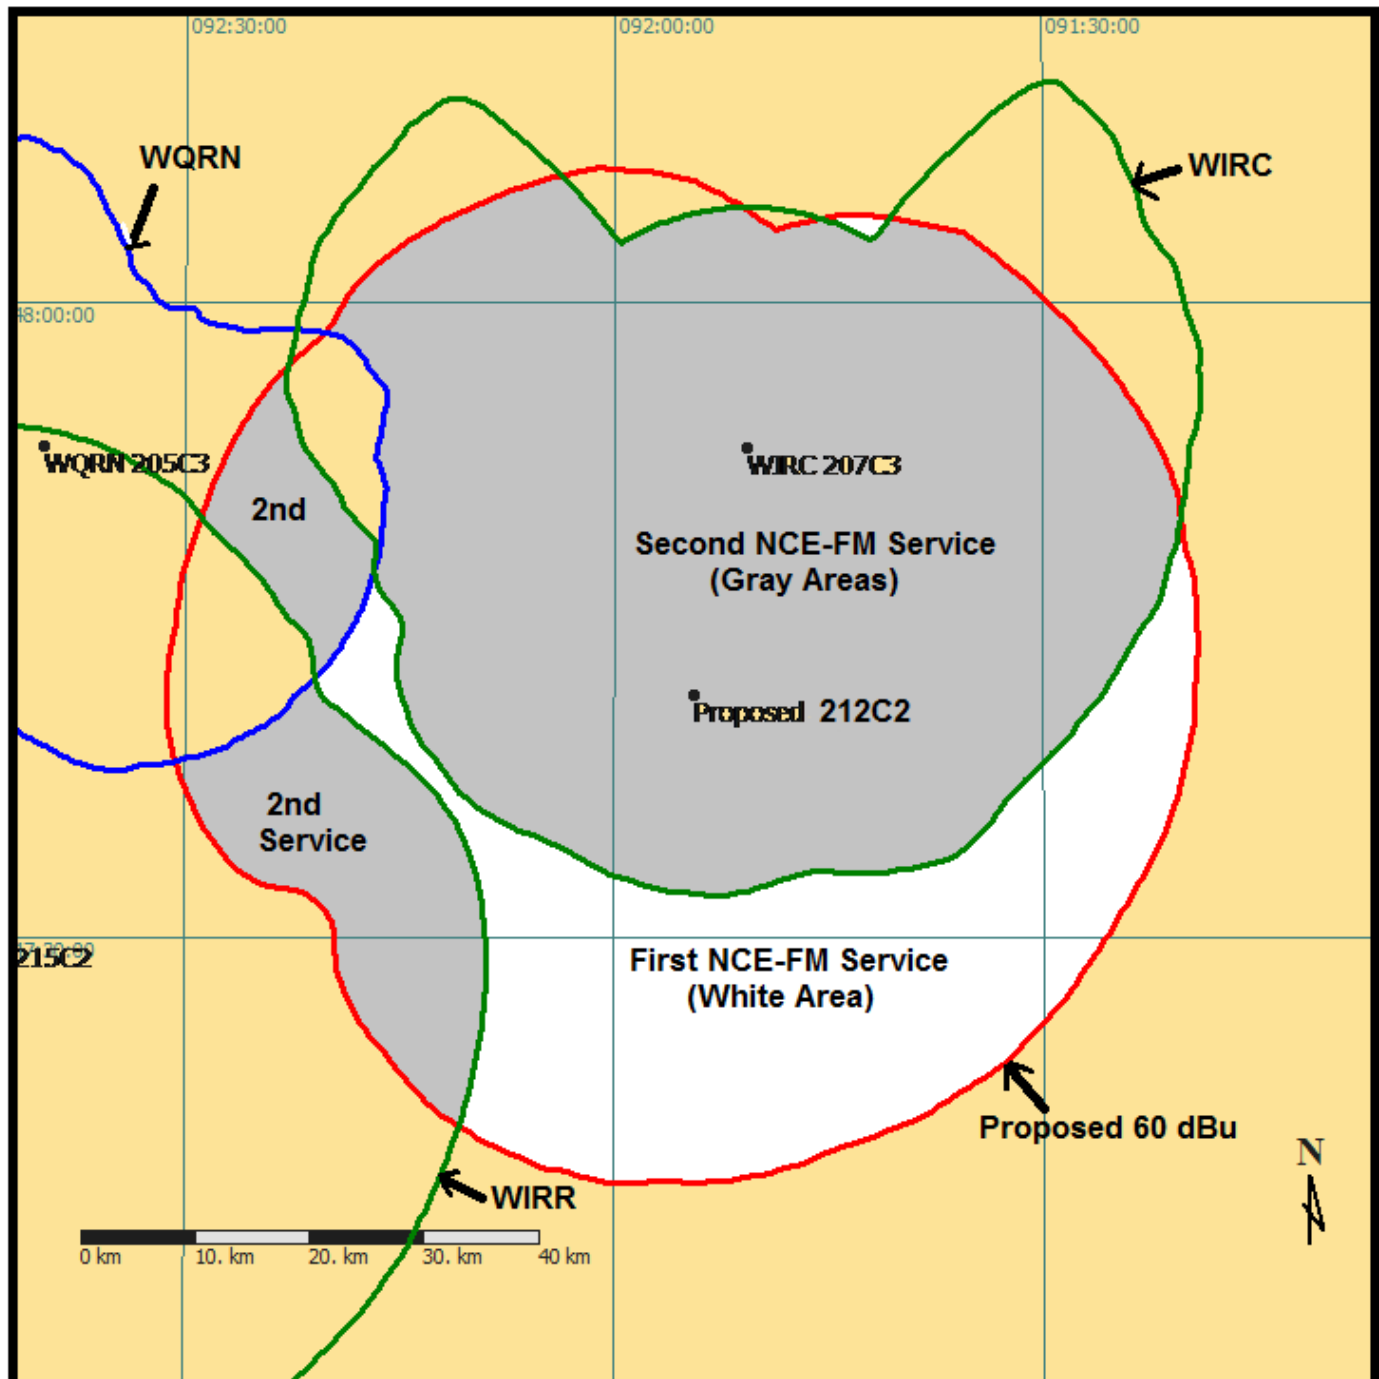 092:30:00
092:00:00
091:30:00
WQRN
WIRC
48:00:00
WQRN 205C3
WIRC 207C3
2nd
Second NCE-FM Service
(Gray Areas)
Proposed 212C2
2nd
Service
215C2
First NCE-FM Service
(White Area)
Proposed 60 dBu
N
WIRR
0 km
10. km
20. km
30. km
40 km